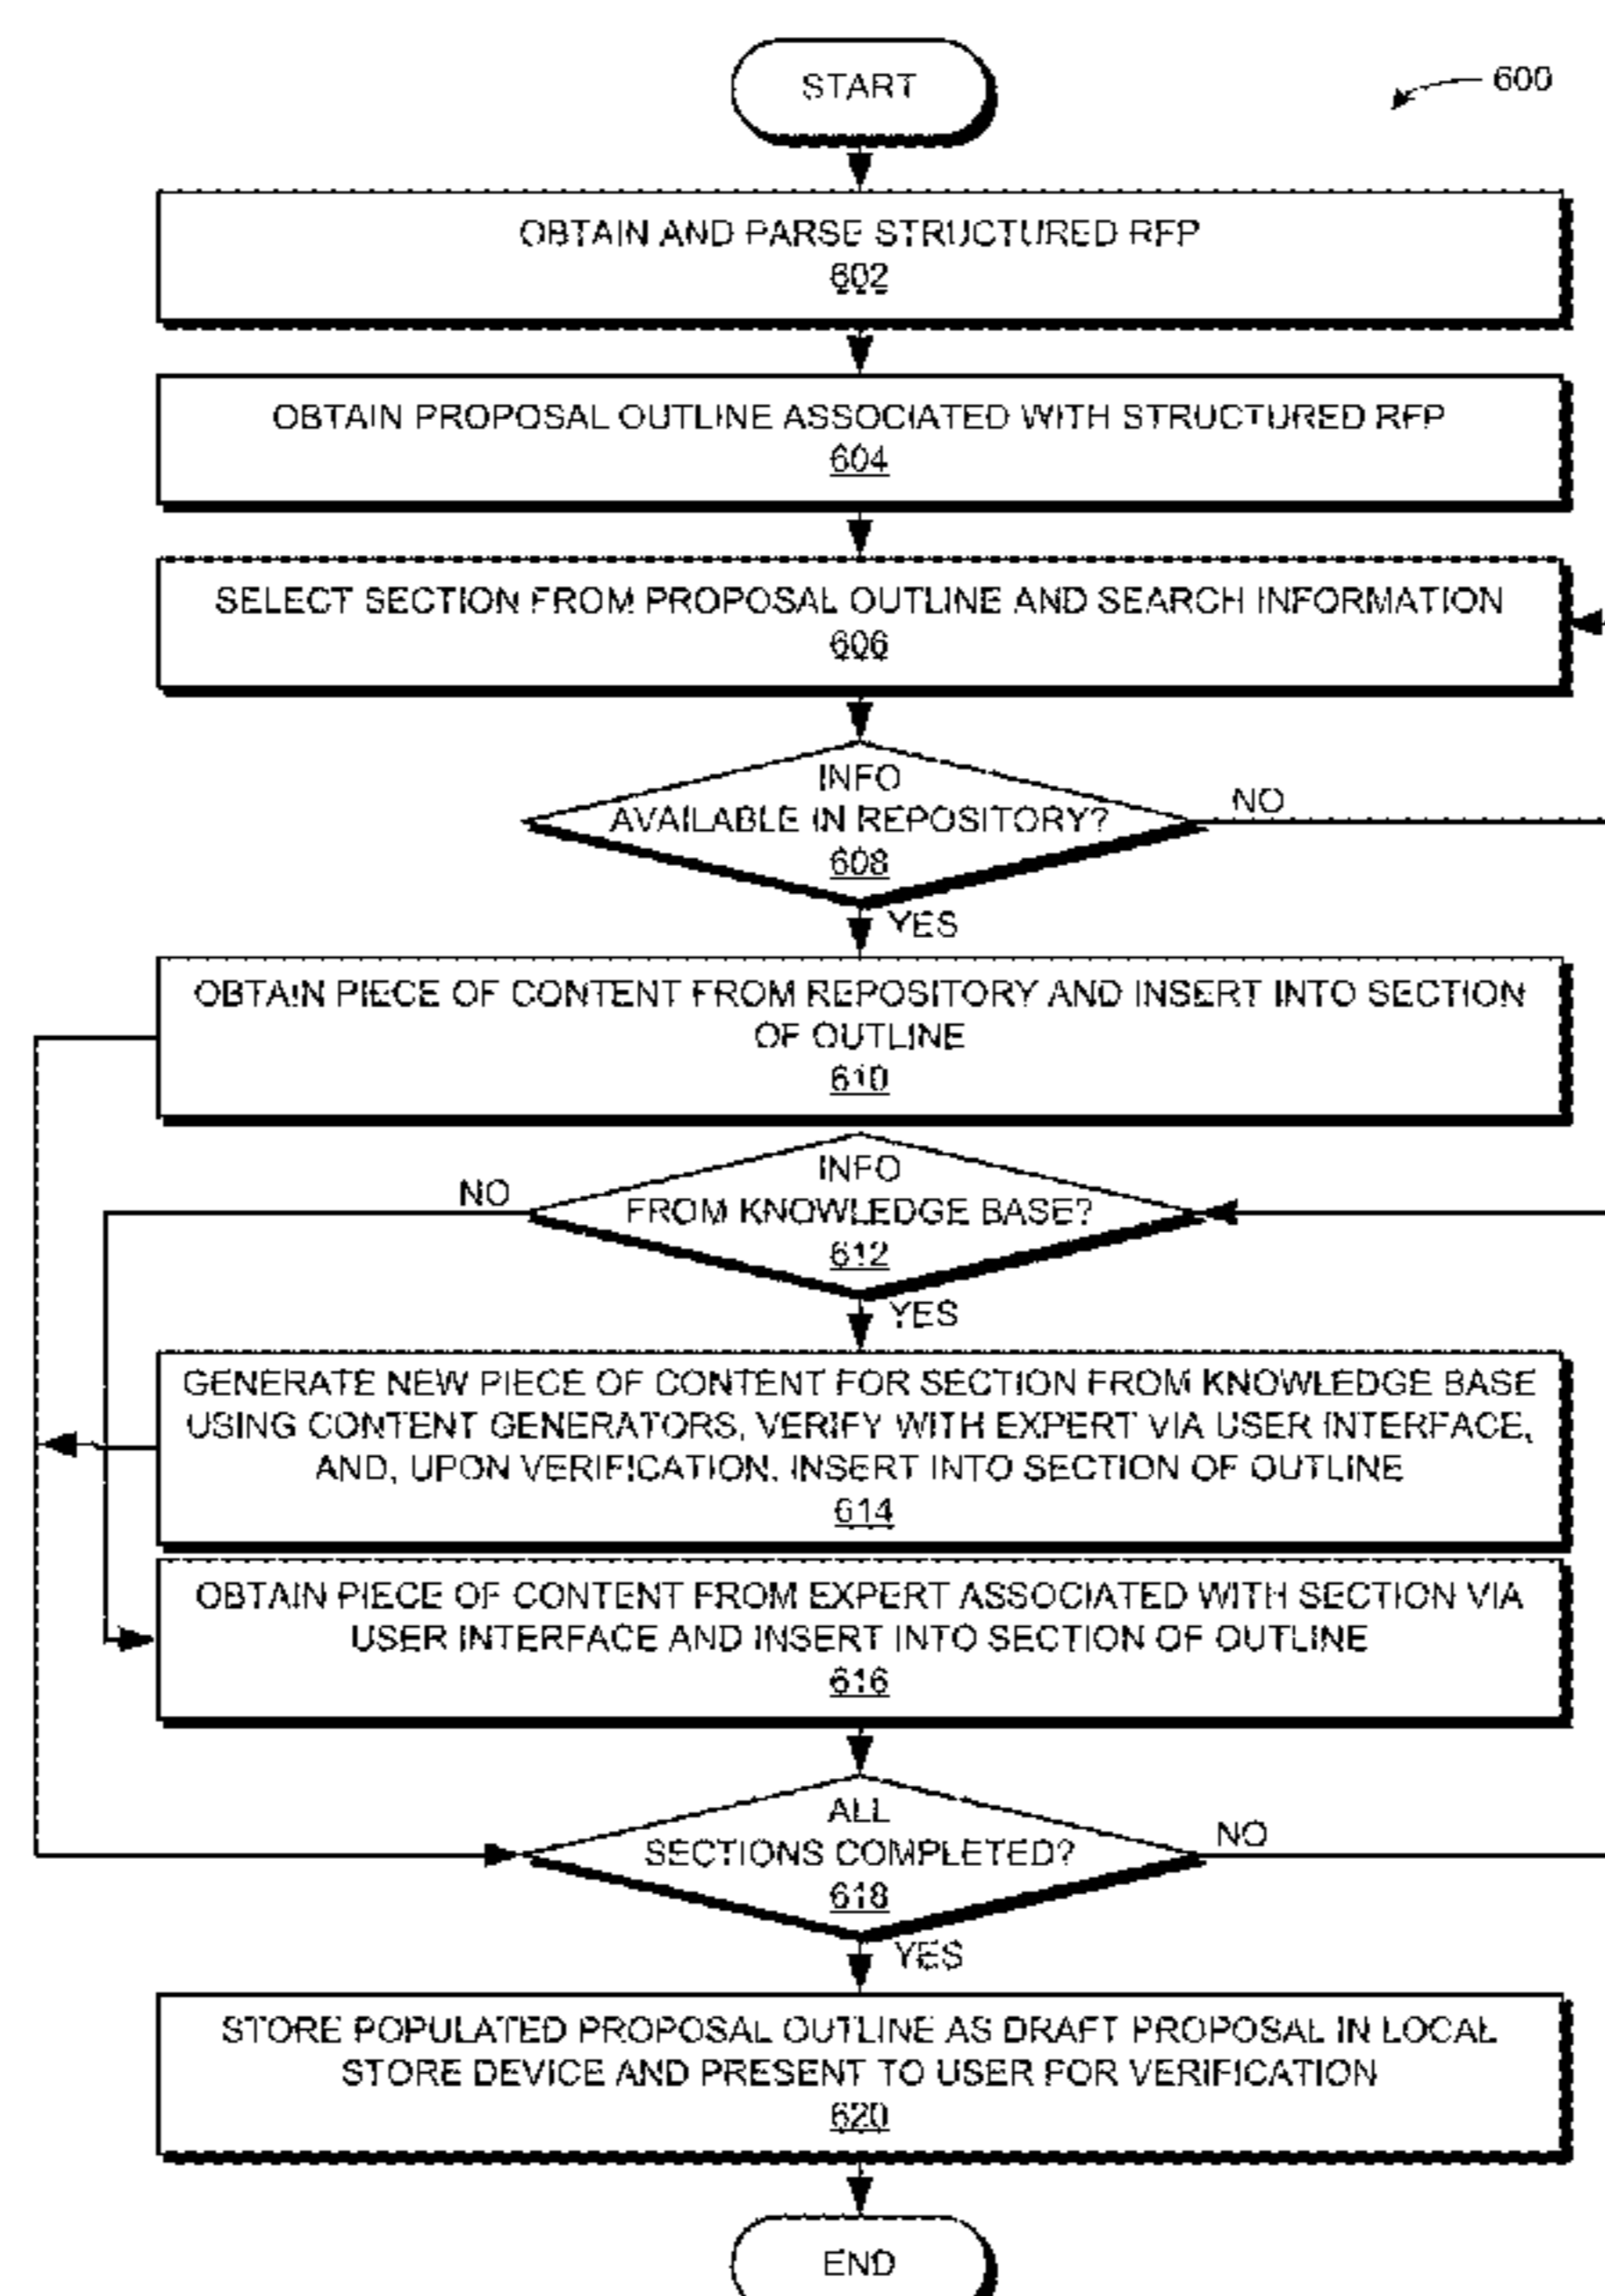 START
600
OBTAIN AND PARSE STRUCTURED RFP
602
OBTAIN PROPOSAL OUTLINE ASSOCIATED WITH STRUCTURED RFP
604
SELECT SECTION FROM PROPOSAL OUTLINE AND SEARCH INFORMATION
606
INFO
AVAILABLE IN REPOSITORY?
608
NO
YES
OBTAIN PIECE OF CONTENT FROM REPOSITORY AND INSERT INTO SECTION
OF OUTLINE
610
INFO
FROM KNOWLEDGE BASE?
612
NO
YES
GENERATE NEW PIECE OF CONTENT FOR SECTION FROM KNOWLEDGE BASE
USING CONTENT GENERATORS, VERIFY WITH EXPERT VIA USER INTERFACE,
AND, UPON VERIFICATION, INSERT INTO SECTION OF OUTLINE
614
OBTAIN PIECE OF CONTENT FROM EXPERT ASSOCIATED WITH SECTION VIA
USER INTERFACE AND INSERT INTO SECTION OF OUTLINE
616
ALL
SECTIONS COMPLETED?
618
NO
YES
STORE POPULATED PROPOSAL OUTLINE AS DRAFT PROPOSAL IN LOCAL
STORE DEVICE AND PRESENT TO USER FOR VERIFICATION
620
END